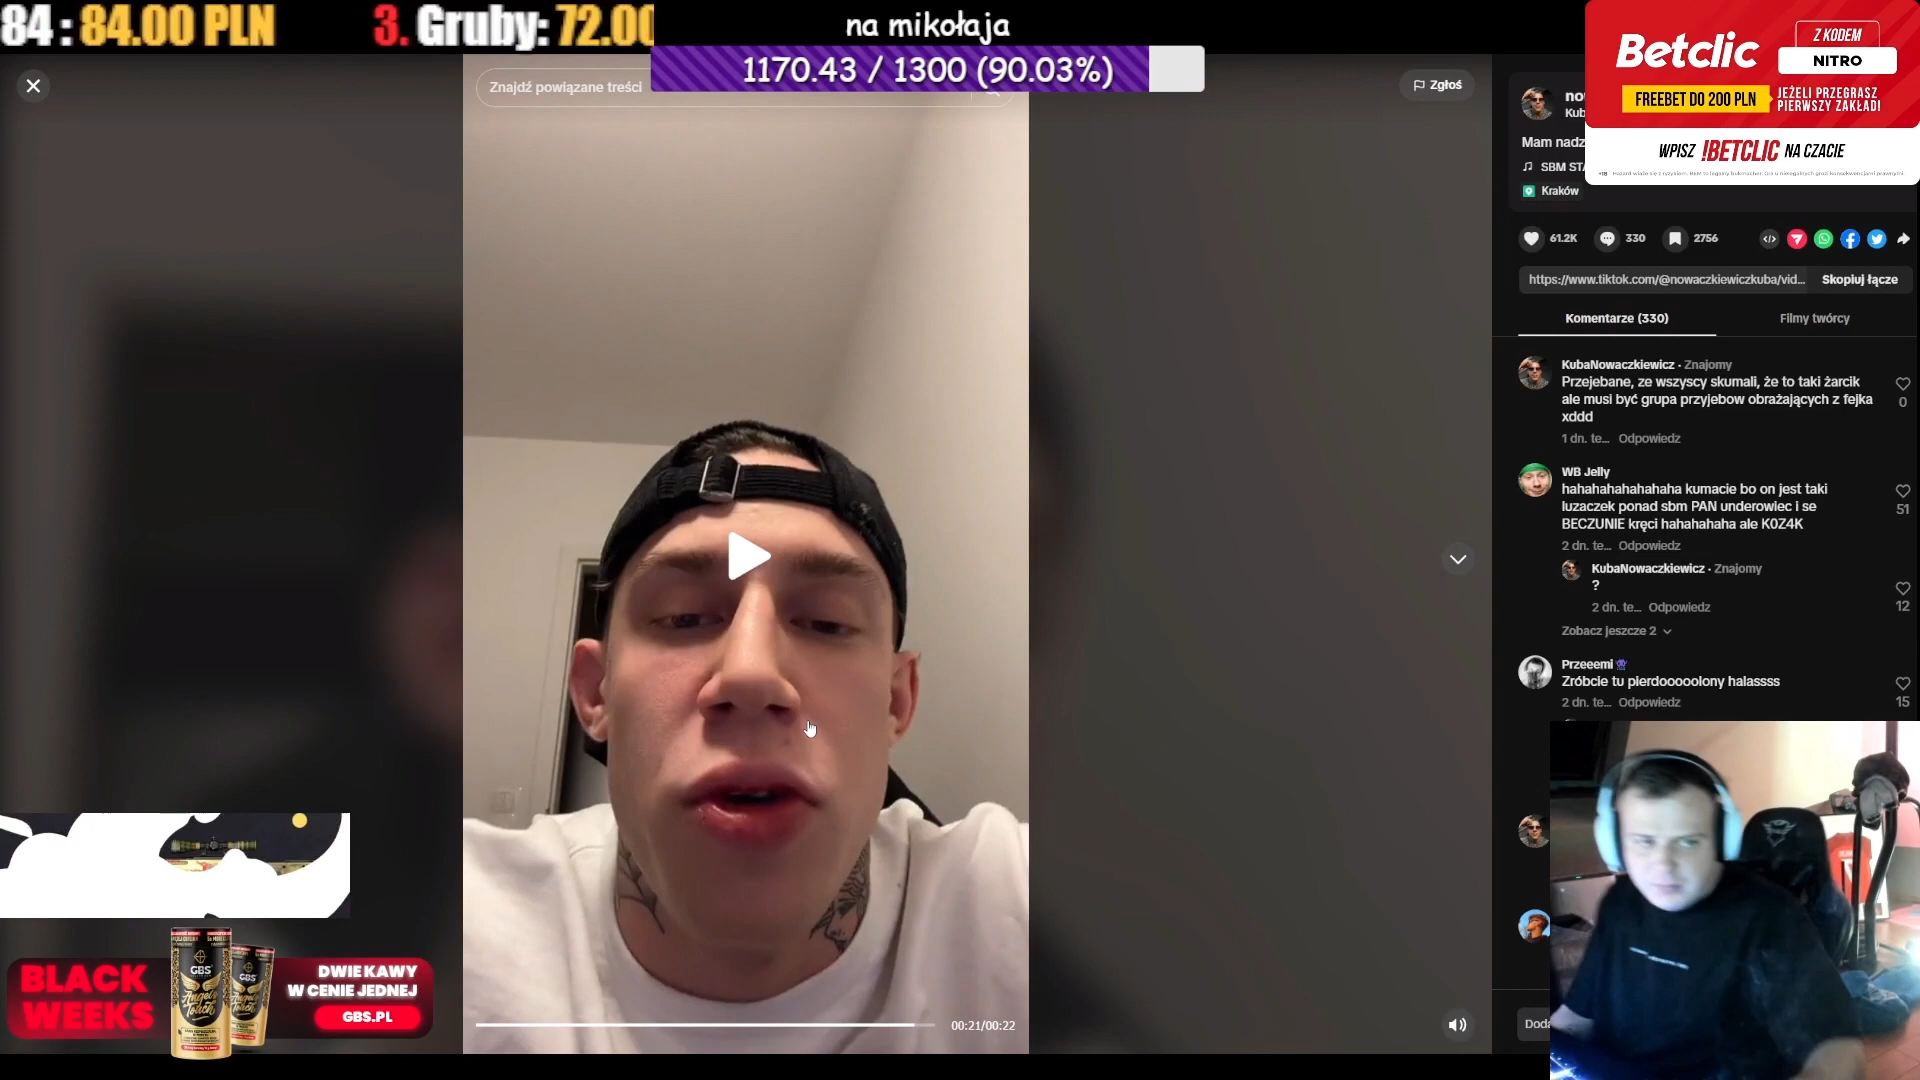 84 : 84.00 PLN
3. Gruby: 72.00
na mikołaja
1170.43 / 1300 (90.03%)
Znajdź powiązane treści
Zgłoś
Betclic
Z KODEM
NITRO
FREEBET DO 200 PLN
JEŻELI PRZEGRASZ
PIERWSZY ZAKŁAD!
WPISZ !BETCLIC NA CZACIE
Mam nadz
Kraków
61.2K
330
2756
https://www.tiktok.com/@nowaczkiewiczkuba/vid...
Skopiuj łącze
Komentarze (330)
Filmy twórcy
KubaNowaczkiewicz · Znajomy
Przejebane, ze wszyscy skumali, że to taki żarcik
ale musi być grupa przyjebow obrażających z fejka
xddd
0
1 dn. te... Odpowiedz
WB Jelly
hahahahahahahaha kumacie bo on jest taki
luzaczek ponad sbm PAN underowiec i se
BECZUNIE kręci hahahahaha ale K0Z4K
51
2 dn. te... Odpowiedz
KubaNowaczkiewicz · Znajomy
?
12
2 dn. te... Odpowiedz
Zobacz jeszcze 2
Przeeemi
Zróbcie tu pierdooooolony halassss
15
2 dn. te... Odpowiedz
00:21/00:22
BLACK
WEEKS
GBS
Angel's
Touch
DWIE KAWY
W CENIE JEDNEJ
GBS.PL